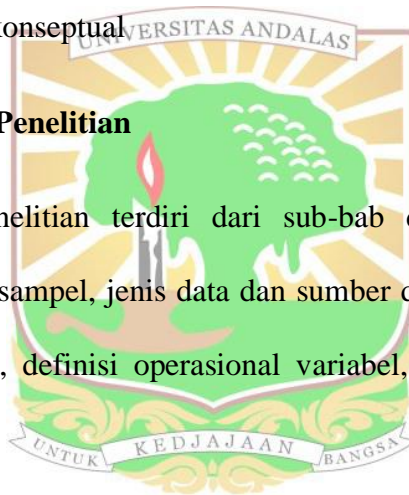 konseptual
UNIVERSITAS ANDALAS
Penelitian
nelitian terdiri dari sub-bab
sampel, jenis data dan sumber
, definisi operasional variabel,
UNTUK KEDJAJAAN BANGSA